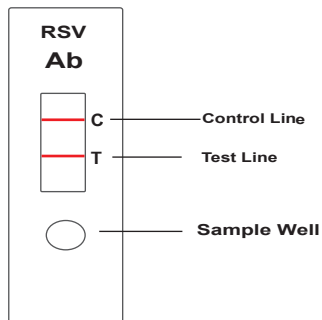 RSV
Ab
C
Control Line
T
Test Line
Sample Well